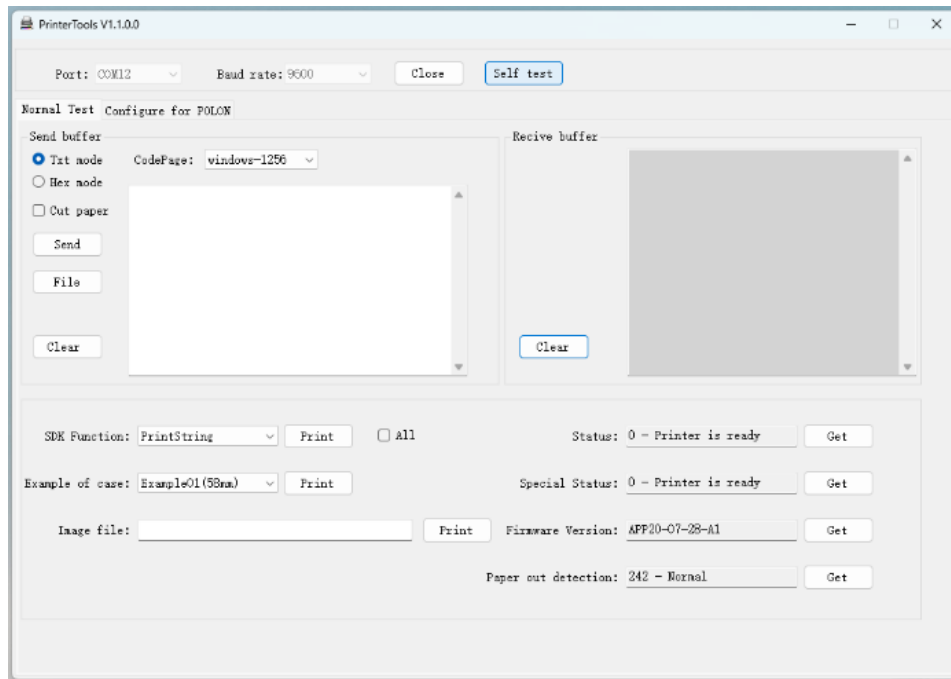 PrinterTools V1.1.0.0
Port: COM12 Baud rate: 9600 Close Self test
Normal Test Configure for POLON
Send buffer Recive buffer
Txt mode CodePage: windows-1256
Hex mode
Cut paper
Send
File
Clear Clear
SDK Function: PrintString Print All Status: 0 - Printer is ready Get
Example of case: Example01(58mm) Print Special Status: 0 - Printer is ready Get
Image file: Print Firmware Version: APP20-07-28-A1 Get
Paper out detection: 242 - Normal Get